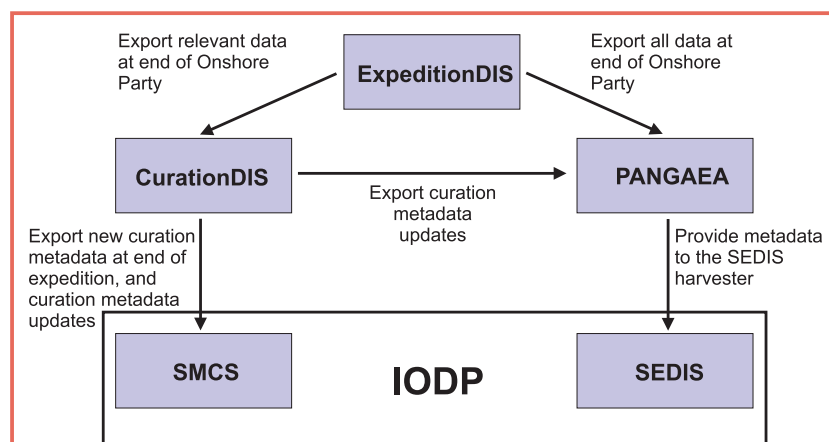 Export relevant data
at end of Onshore
Party
ExpeditionDIS
Export all data at
end of Onshore
Party
CurationDIS
PANGAEA
Export curation
metadata
updates
Export new curation
metadata at end of
expedition, and
curation metadata
updates
Provide metadata
to the SEDIS
harvester
SMCS
IODP
SEDIS